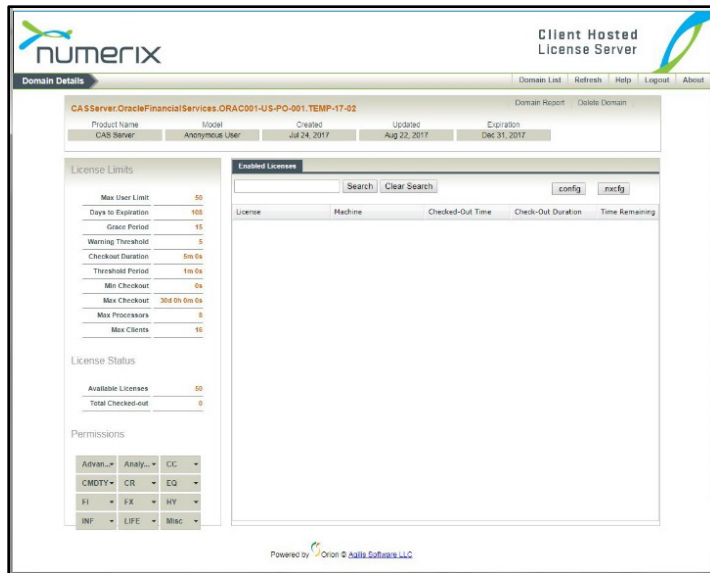 numerix
Client Hosted
License Server
Domain Details
Domain List Refresh Help Logout About
CASServer.OracleFinancialServices.ORAC001-US-PO-001.TEMP-17-02
Domain Report Delete Domain
Product Name Model Created Updated Expiration
CAS Server Anonymous User Jul 24, 2017 Aug 22, 2017 Dec 31, 2017
License Limits
Max User Limit 50
Days to Expiration 108
Grace Period 15
Warning Threshold 5
Checkout Duration 5m 0s
Threshold Period 1m 0s
Min Checkout 0s
Max Checkout 30d 0h 0m 0s
Max Processors 8
Max Clients 16
License Status
Available Licenses 50
Total Checked-out 0
Permissions
Advan... Analy... CC
CMDTY CR EQ
FI FX HY
INF LIFE Misc
Enabled Licenses
Search Clear Search config nxcfg
License Machine Checked-Out Time Check-Out Duration Time Remaining
Powered by Orion © Agilis Software LLC